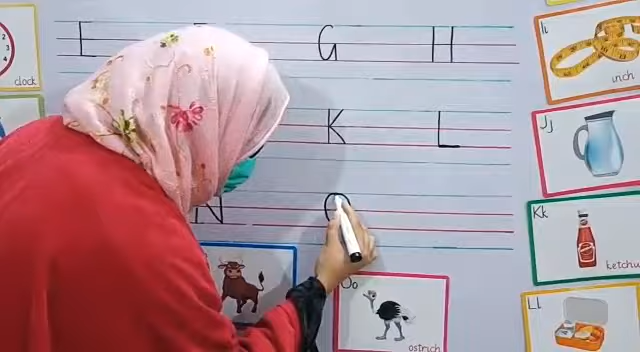 E G H
K L
N O
clock
Ii
inch
Jj
Kk
ketchu
Ll
Oo
ostrich